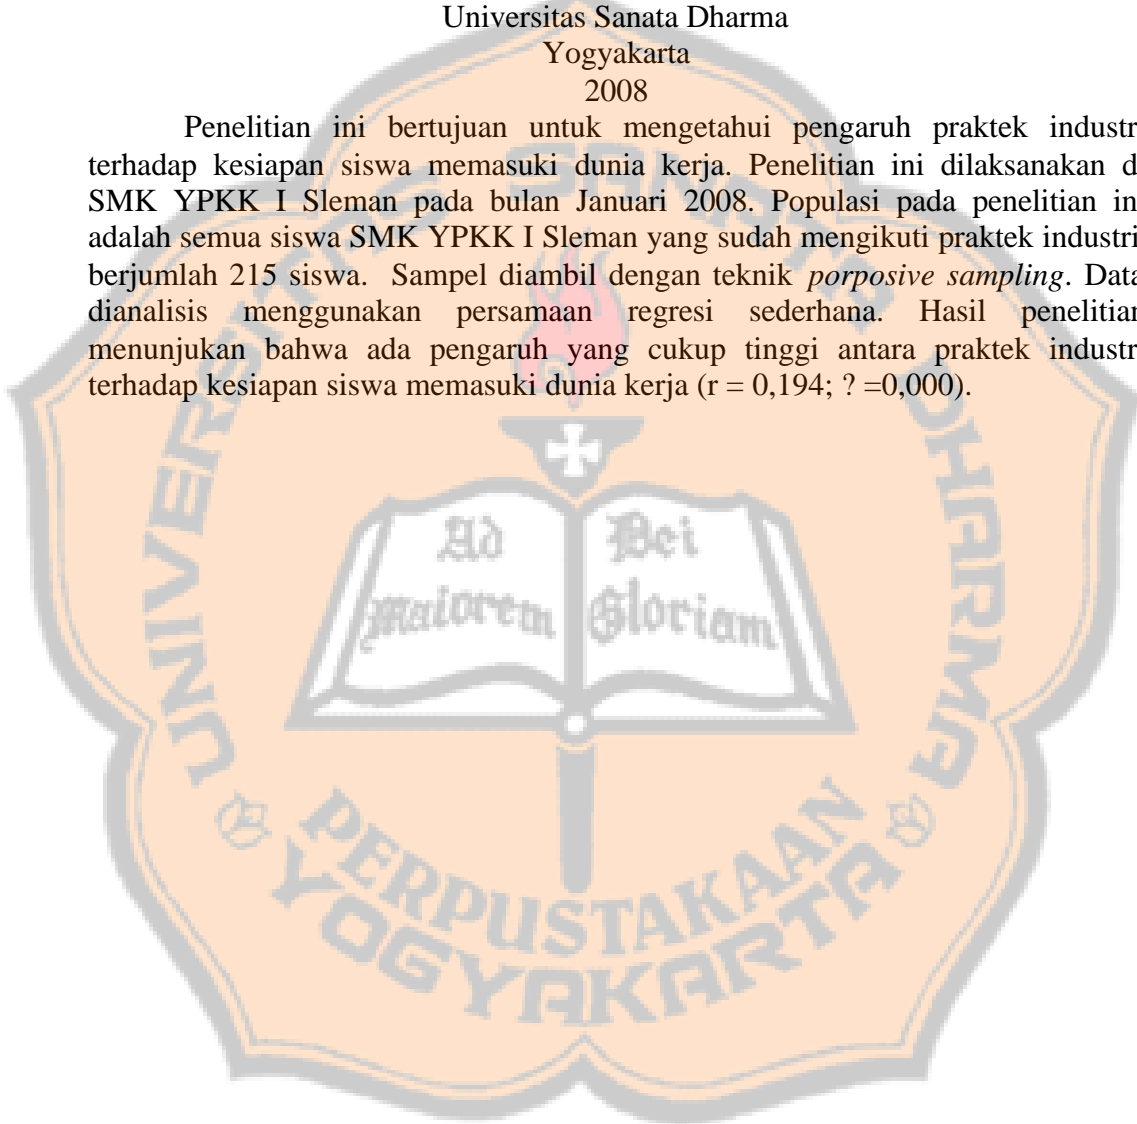 Universitas Sanata Dharma
Yogyakarta
2008
Penelitian ini bertujuan untuk mengetahui pengaruh praktek industr
terhadap kesiapan siswa memasuki dunia kerja. Penelitian ini dilaksanakan d
SMK YPKK I Sleman pada bulan Januari 2008. Populasi pada penelitian in
adalah semua siswa SMK YPKK I Sleman yang sudah mengikuti praktek industri
berjumlah 215 siswa. Sampel diambil dengan teknik porposive sampling. Data
dianalisis menggunakan persamaan regresi sederhana. Hasil penelitian
menunjukan bahwa ada pengaruh yang cukup tinggi antara praktek industr
terhadap kesiapan siswa memasuki dunia kerja (r = 0,194; ? =0,000).
UNIVERSITAS SANATA DHARMA
Ad Dei
maiorem Gloriam
PERPUSTAKAAN
YOGYAKARTA